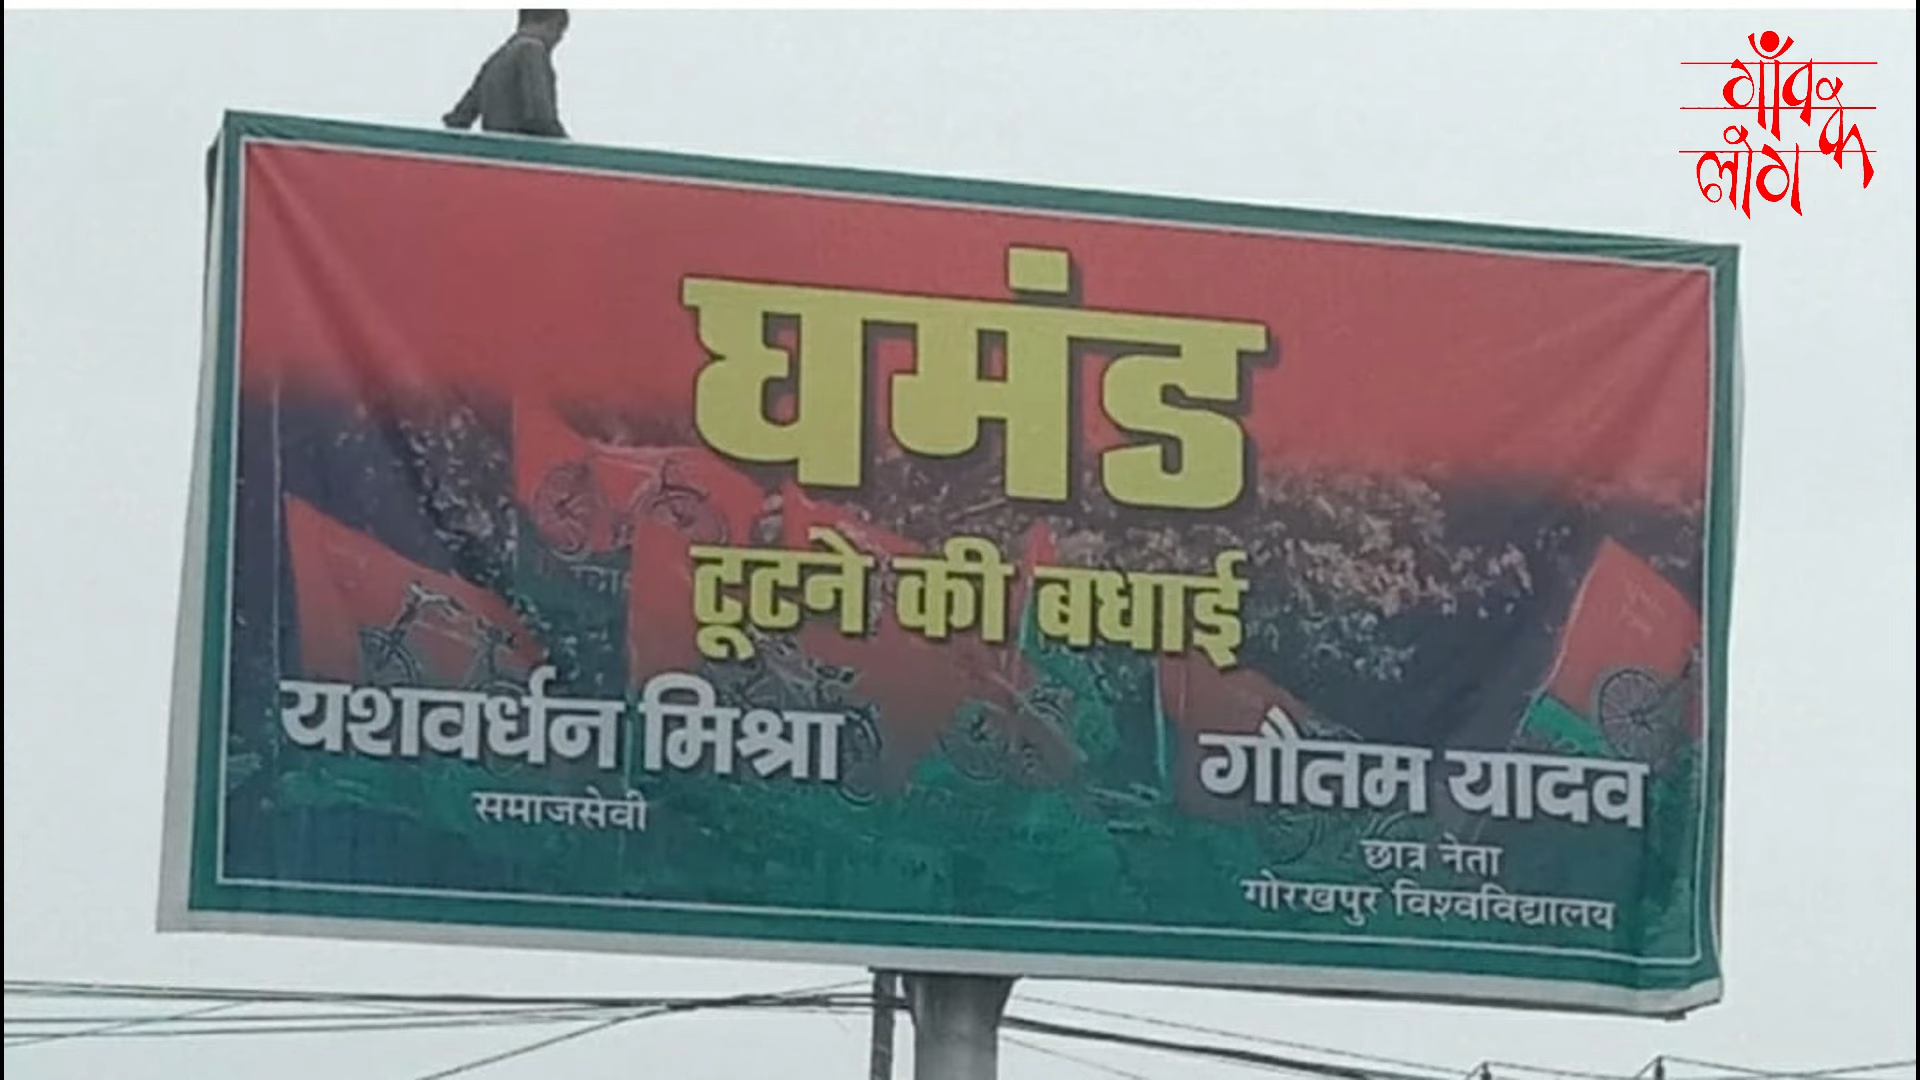 गाँव के
लोग
घमंड
टूटने की बधाई
यशवर्धन मिश्रा
समाजसेवी
गौतम यादव
छात्र नेता
गोरखपुर विश्वविद्यालय